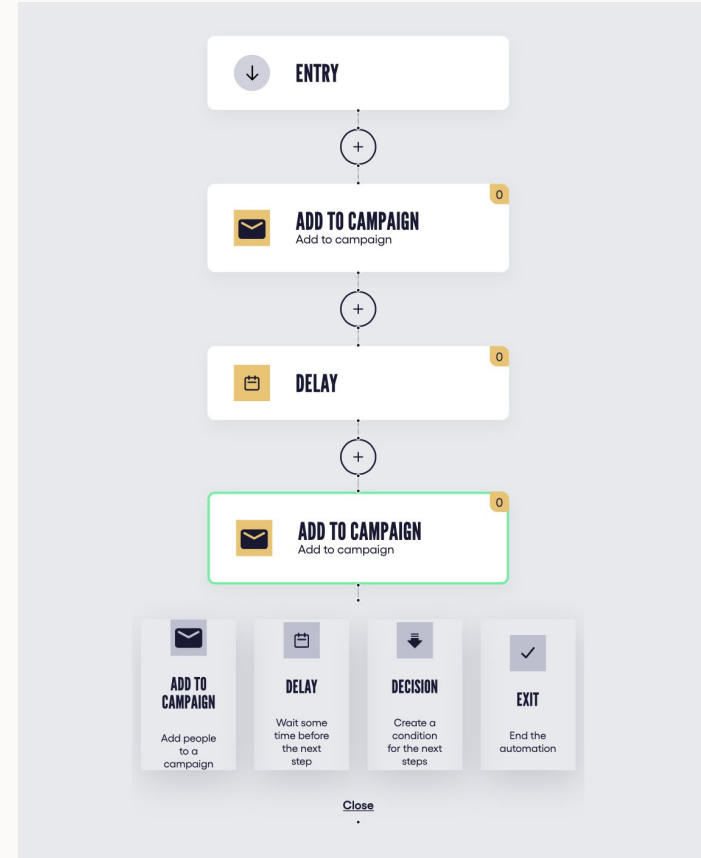 ENTRY
+
0
ADD TO CAMPAIGN
Add to campaign
+
0
DELAY
+
0
ADD TO CAMPAIGN
Add to campaign
ADD TO
CAMPAIGN
Add people
to a
campaign
DELAY
Wait some
time before
the next
step
DECISION
Create a
condition
for the next
steps
EXIT
End the
automation
Close